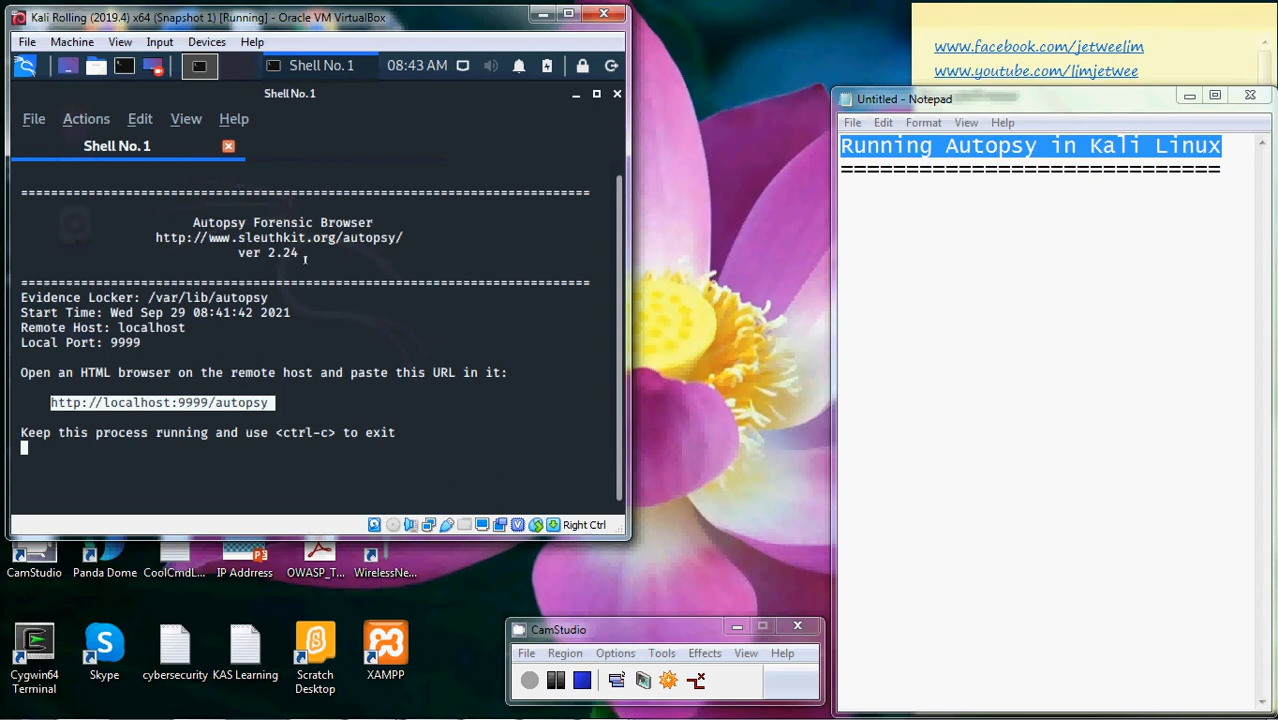 Kali Rolling (2019.4) x64 (Snapshot 1) [Running] - Oracle VM VirtualBox
File Machine View Input Devices Help
Shell No. 1 08:43 AM
Shell No. 1
File Actions Edit View Help
Shell No. 1
================================================================
Autopsy Forensic Browser
http://www.sleuthkit.org/autopsy/
ver 2.24
================================================================
Evidence Locker: /var/lib/autopsy
Start Time: Wed Sep 29 08:41:42 2021
Remote Host: localhost
Local Port: 9999
Open an HTML browser on the remote host and paste this URL in it:
http://localhost:9999/autopsy
Keep this process running and use <ctrl-c> to exit
Right Ctrl
www.facebook.com/jetweelim
www.youtube.com/limjetwee
Untitled - Notepad
File Edit Format View Help
Running Autopsy in Kali Linux
=============================
CamStudio Panda Dome CoolCmdL... IP Addrress OWASP_T... WirelessNe...
Cygwin64 Terminal Skype cybersecurity KAS Learning Scratch Desktop XAMPP
CamStudio
File Region Options Tools Effects View Help